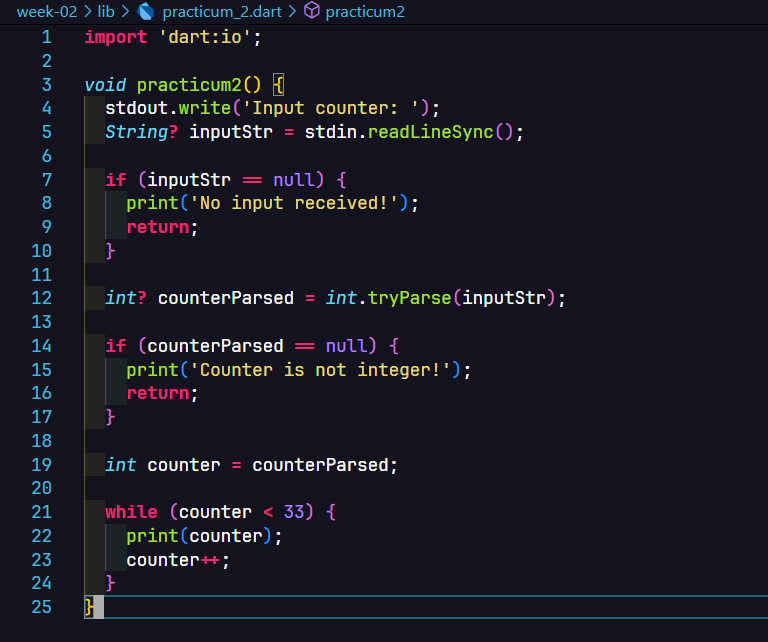 week-02 > lib > practicum_2.dart > practicum2
1 import 'dart:io';
2
3 void practicum2() {
4   stdout.write('Input counter: ');
5   String? inputStr = stdin.readLineSync();
6
7   if (inputStr == null) {
8     print('No input received!');
9     return;
10   }
11
12   int? counterParsed = int.tryParse(inputStr);
13
14   if (counterParsed == null) {
15     print('Counter is not integer!');
16     return;
17   }
18
19   int counter = counterParsed;
20
21   while (counter < 33) {
22     print(counter);
23     counter++;
24   }
25 }